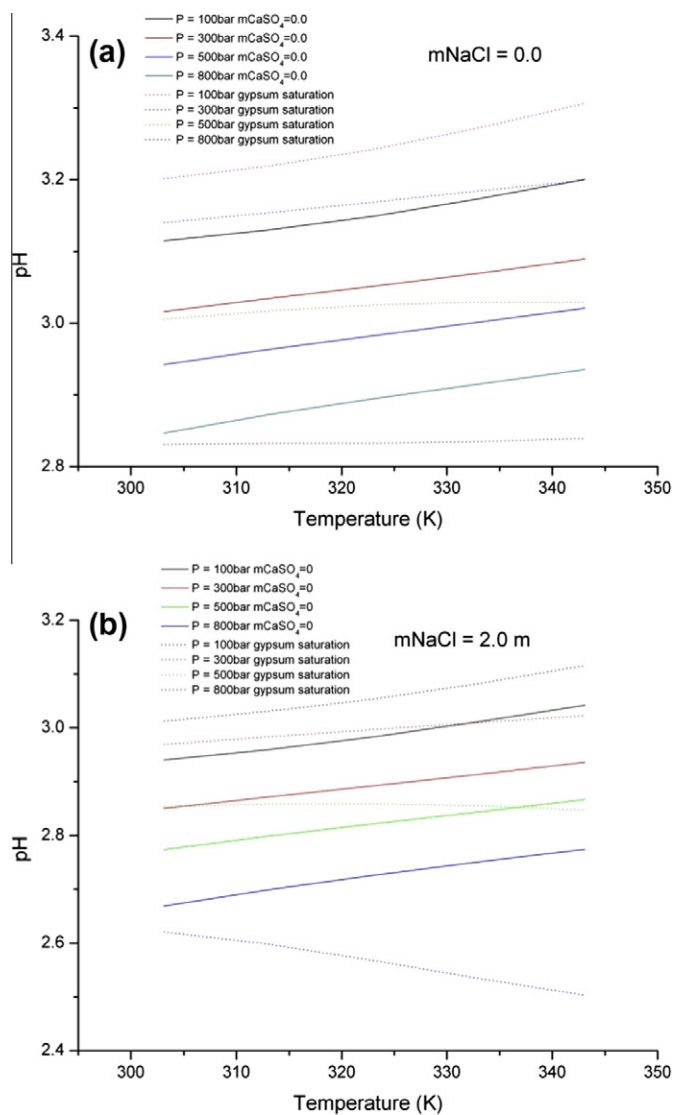 (a)
P = 100bar mCaSO4=0.0
P = 300bar mCaSO4=0.0
P = 500bar mCaSO4=0.0
P = 800bar mCaSO4=0.0
P = 100bar gypsum saturation
P = 300bar gypsum saturation
P = 500bar gypsum saturation
P = 800bar gypsum saturation
mNaCl = 0.0
3.4
3.2
3.0
2.8
pH
300 310 320 330 340 350
Temperature (K)
(b)
P = 100bar mCaSO4=0
P = 300bar mCaSO4=0
P = 500bar mCaSO4=0
P = 800bar mCaSO4=0
P = 100bar gypsum saturation
P = 300bar gypsum saturation
P = 500bar gypsum saturation
P = 800bar gypsum saturation
mNaCl = 2.0 m
3.2
3.0
2.8
2.6
2.4
pH
300 310 320 330 340 350
Temperature (K)